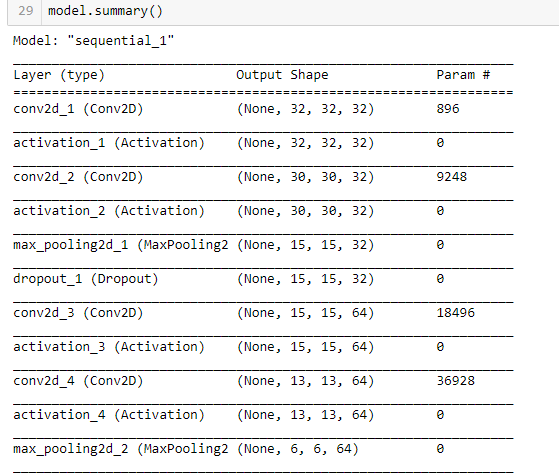 29 model.summary()
Model: "sequential_1"
Layer (type) Output Shape Param #
=================================================================
conv2d_1 (Conv2D) (None, 32, 32, 32) 896
activation_1 (Activation) (None, 32, 32, 32) 0
conv2d_2 (Conv2D) (None, 30, 30, 32) 9248
activation_2 (Activation) (None, 30, 30, 32) 0
max_pooling2d_1 (MaxPooling2 (None, 15, 15, 32) 0
dropout_1 (Dropout) (None, 15, 15, 32) 0
conv2d_3 (Conv2D) (None, 15, 15, 64) 18496
activation_3 (Activation) (None, 15, 15, 64) 0
conv2d_4 (Conv2D) (None, 13, 13, 64) 36928
activation_4 (Activation) (None, 13, 13, 64) 0
max_pooling2d_2 (MaxPooling2 (None, 6, 6, 64) 0